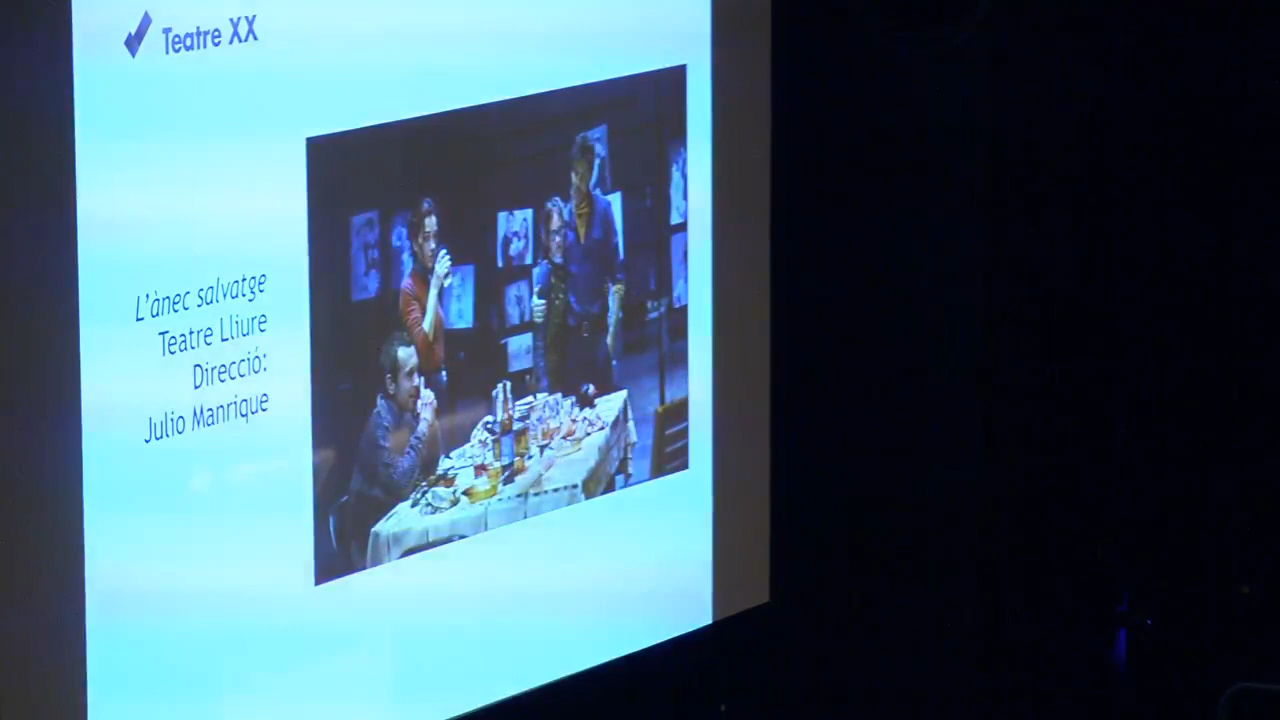 Teatre XX
L'ànec salvatge
Teatre Lliure
Direcció:
Julio Manrique